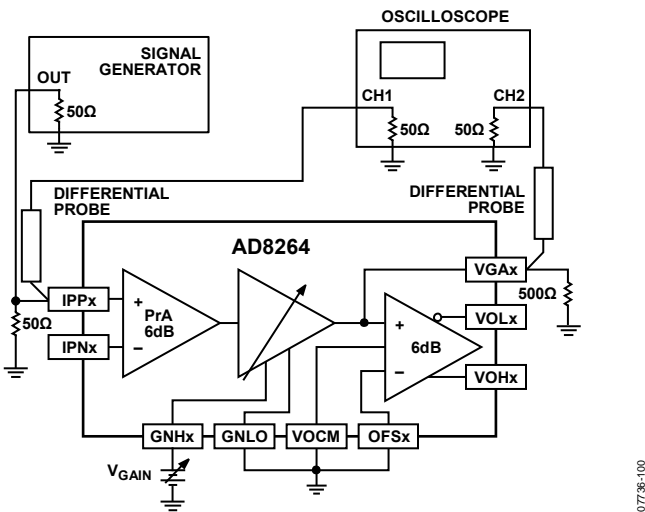 OSCILLOSCOPE
SIGNAL
GENERATOR
OUT
50Ω
CH1
CH2
50Ω
50Ω
DIFFERENTIAL
PROBE
DIFFERENTIAL
PROBE
AD8264
VGAx
IPPx
+
PrA
6dB
–
50Ω
IPNx
+
6dB
–
500Ω
VOLx
VOHx
GNHx
GNLO
VOCM
OFSx
VGAIN
07736-100